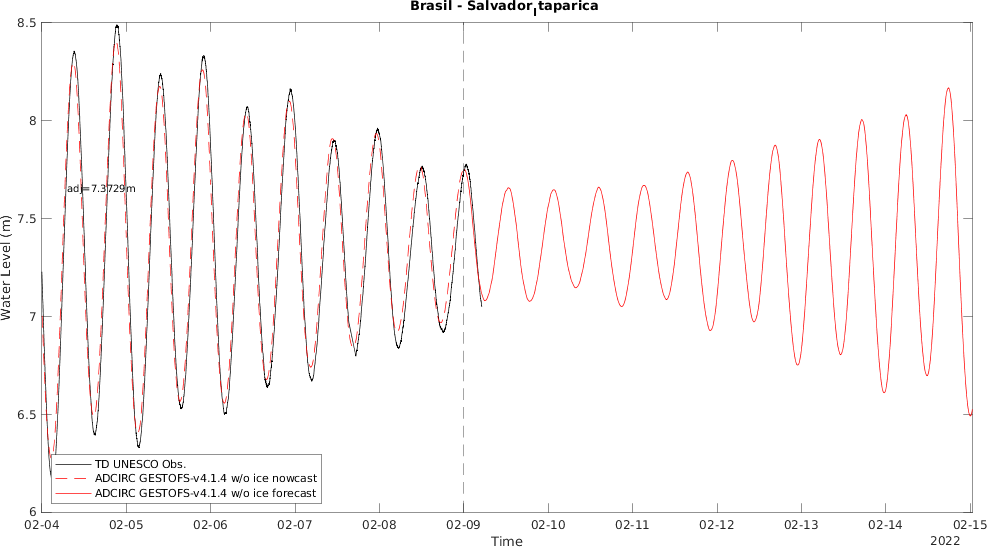 Brasil - Salvador_Itaparica
8.5
8
7.5
7
6.5
6
Water Level (m)
adj=7.3729m
TD UNESCO Obs.
ADCIRC GESTOFS-v4.1.4 w/o ice nowcast
ADCIRC GESTOFS-v4.1.4 w/o ice forecast
02-04 02-05 02-06 02-07 02-08 02-09 02-10 02-11 02-12 02-13 02-14 02-15
Time
2022